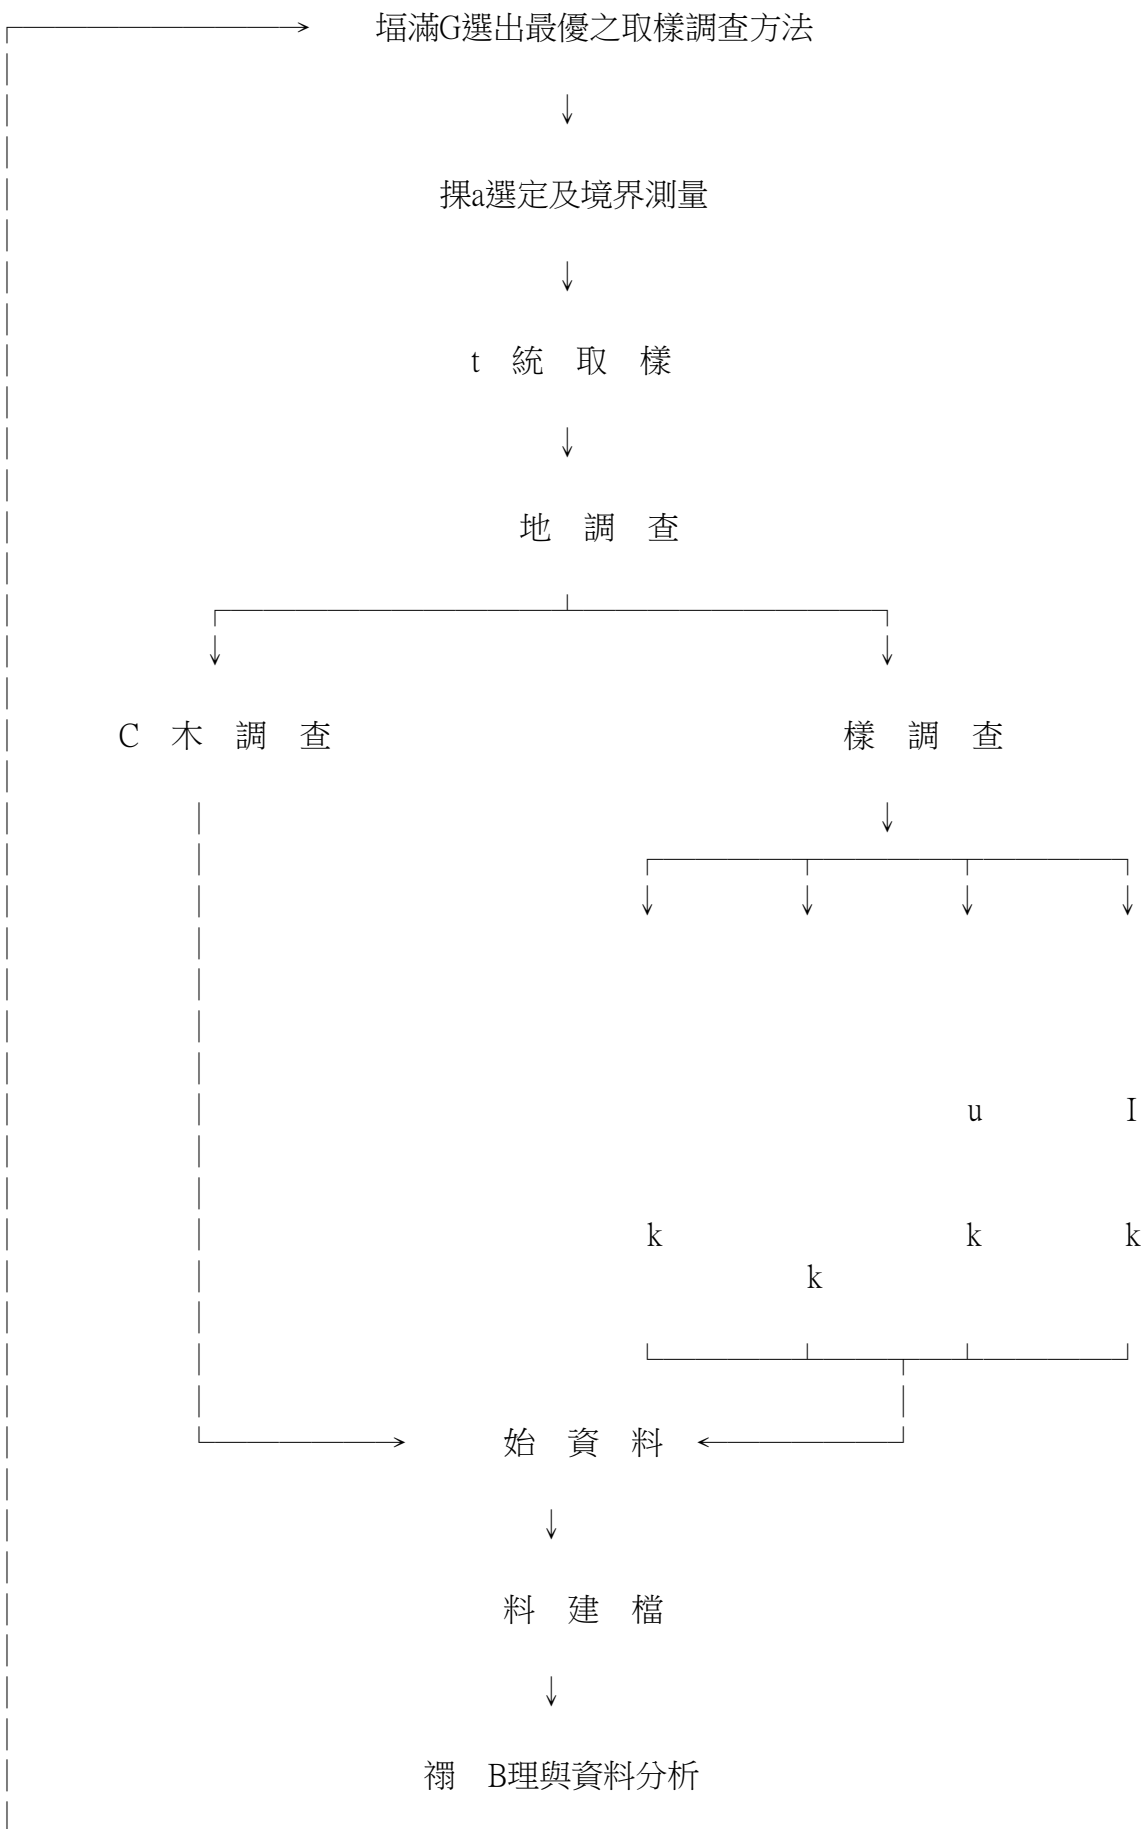 塥滿G選出最優之取樣調查方法
捰a選定及境界測量
t 統 取 樣
地 調 查
C 木 調 查
樣 調 查
u I
k k k
k
始 資 料
料 建 檔
禤 B理與資料分析